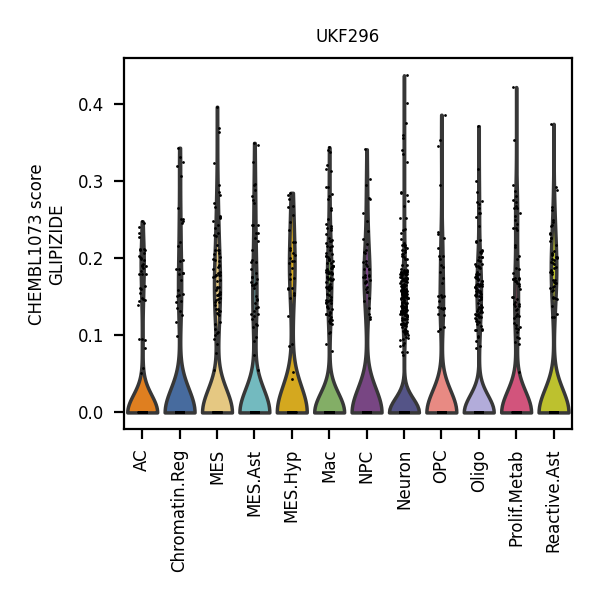 UKF296
CHEMBL1073 score
GLIPIZIDE
0.4
0.3
0.2
0.1
0.0
AC
Chromatin.Reg
MES
MES.Ast
MES.Hyp
Mac
NPC
Neuron
OPC
Oligo
Prolif.Metab
Reactive.Ast